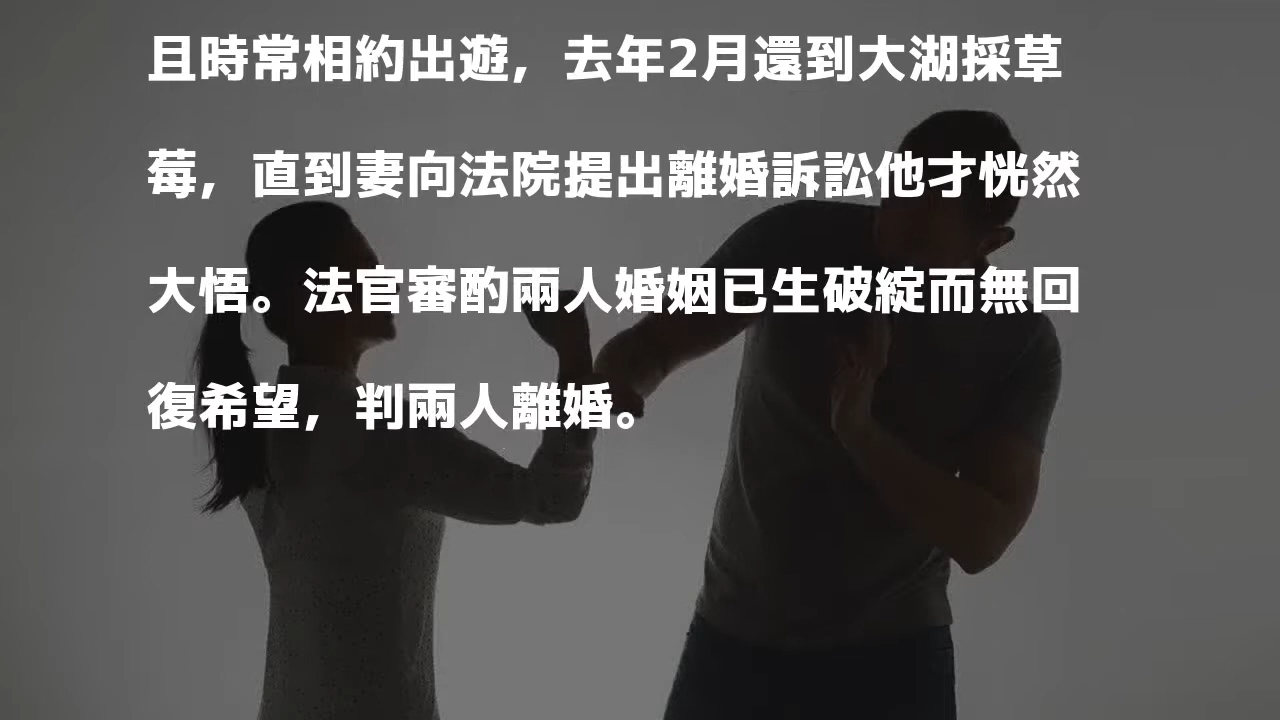 且時常相約出遊，去年2月還到大湖採草
莓，直到妻向法院提出離婚訴訟他才恍然
大悟。法官審酌兩人婚姻已生破綻而無回
復希望，判兩人離婚。